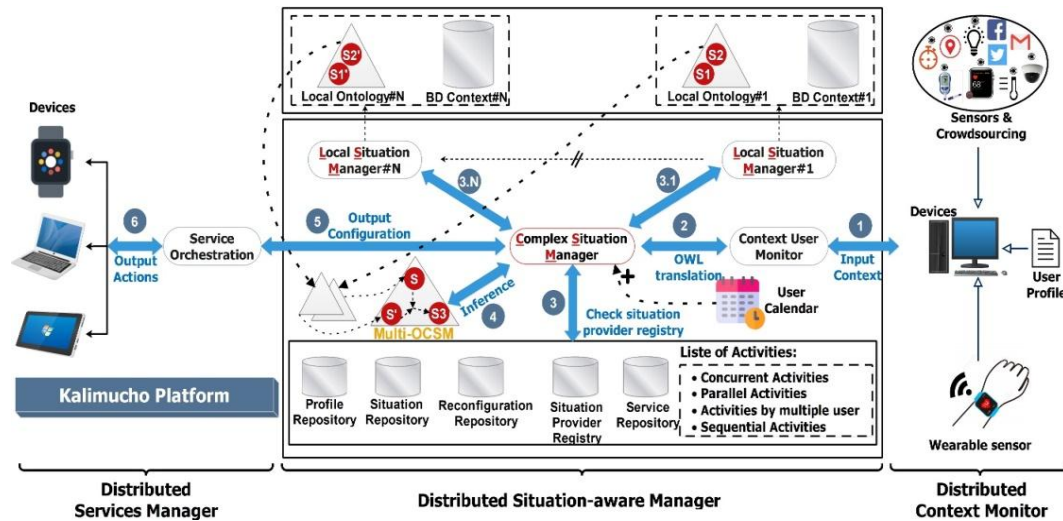 S2'
S1'
Local Ontology#N
BD Context#N
S2
S1
Local Ontology#1
BD Context#1
68
Sensors &
Crowdsourcing
Devices
Local Situation
Manager#N
Local Situation
Manager#1
3.N
3.1
6
Output
Actions
Service
Orchestration
5
Output
Configuration
Complex Situation
Manager
2
OWL
translation
Context User
Monitor
1
Input
Context
Devices
User
Profile
S
S'
S3
Multi-OCSM
Inference
4
3
Check situation
provider registry
+
User
Calendar
Kalimucho Platform
Profile
Repository
Situation
Repository
Reconfiguration
Repository
Situation
Provider
Registry
Service
Repository
Liste of Activities:
• Concurrent Activities
• Parallel Activities
• Activities by multiple user
• Sequential Activities
Wearable sensor
Distributed
Services Manager
Distributed Situation-aware Manager
Distributed
Context Monitor